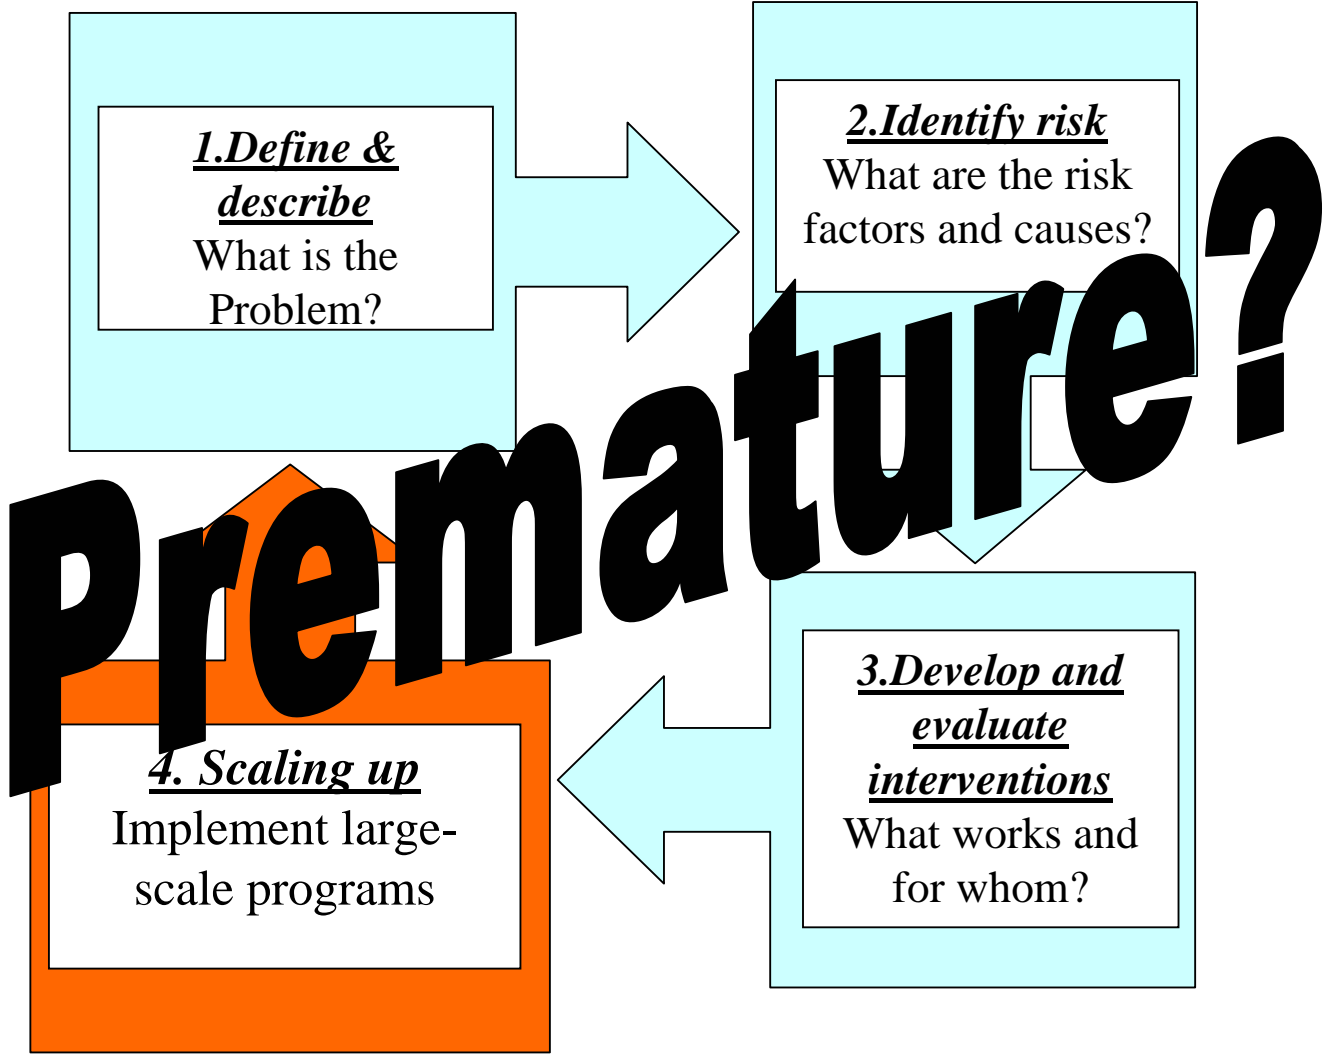 1.Define &
describe
What is the
Problem?
2.Identify risk
What are the risk
factors and causes?
Premature?
3.Develop and
evaluate
interventions
What works and
for whom?
4. Scaling up
Implement large-
scale programs